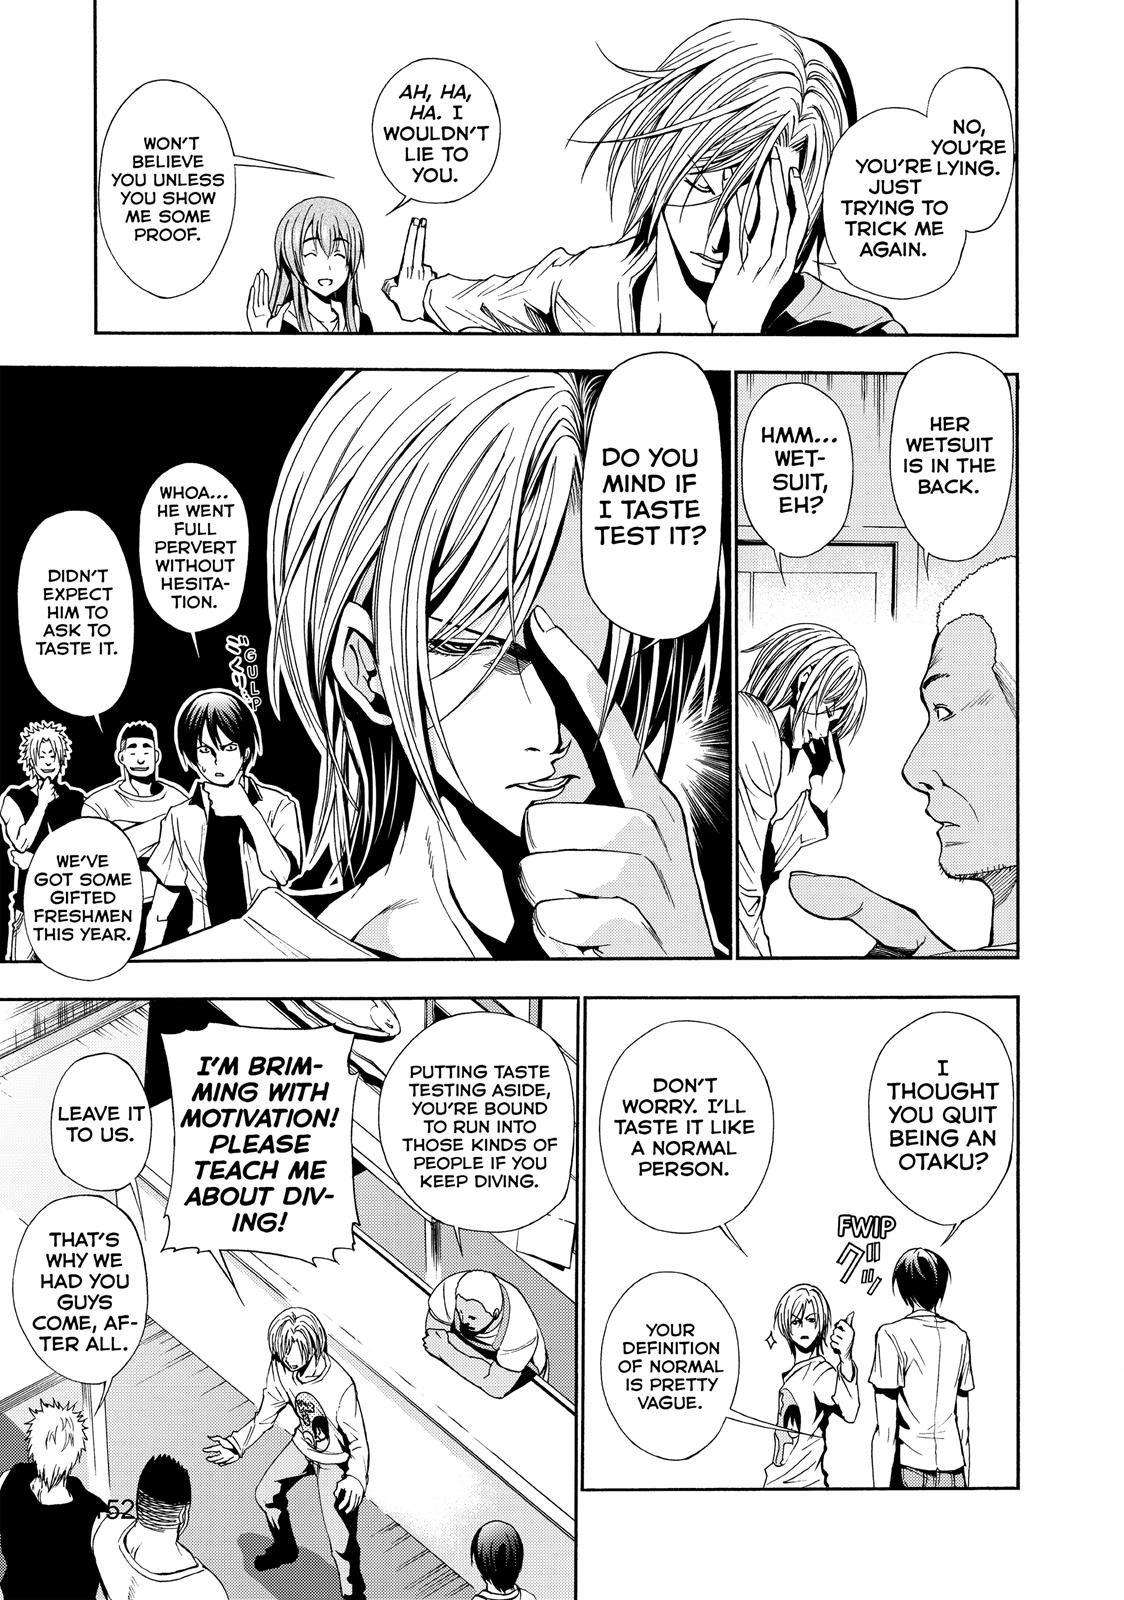 NO,
YOU'RE
LYING.
YOU'RE
JUST
TRYING TO
TRICK ME
AGAIN.
AH, HA,
HA. I
WOULDN'T
LIE TO
YOU.
WON'T
BELIEVE
YOU UNLESS
YOU SHOW
ME SOME
PROOF.
HER
WETSUIT
IS IN THE
BACK.
HMM...
WET-
SUIT,
EH?
DO YOU
MIND IF
I TASTE
TEST IT?
WHOA...
HE WENT
FULL
PERVERT
WITHOUT
HESITA-
TION.
GULP
DIDN'T
EXPECT
HIM TO
ASK TO
TASTE IT.
WE'VE
GOT SOME
GIFTED
FRESHMEN
THIS YEAR.
I
THOUGHT
YOU QUIT
BEING AN
OTAKU?
DON'T
WORRY. I'LL
TASTE IT LIKE
A NORMAL
PERSON.
FWIP
グッ
YOUR
DEFINITION
OF NORMAL
IS PRETTY
VAGUE.
PUTTING TASTE
TESTING ASIDE,
YOU'RE BOUND
TO RUN INTO
THOSE KINDS OF
PEOPLE IF YOU
KEEP DIVING.
I'M BRIM-
MING WITH
MOTIVATION!
PLEASE
TEACH ME
ABOUT DIV-
ING!
LEAVE IT
TO US.
THAT'S
WHY WE
HAD YOU
GUYS
COME, AF-
TER ALL.
152